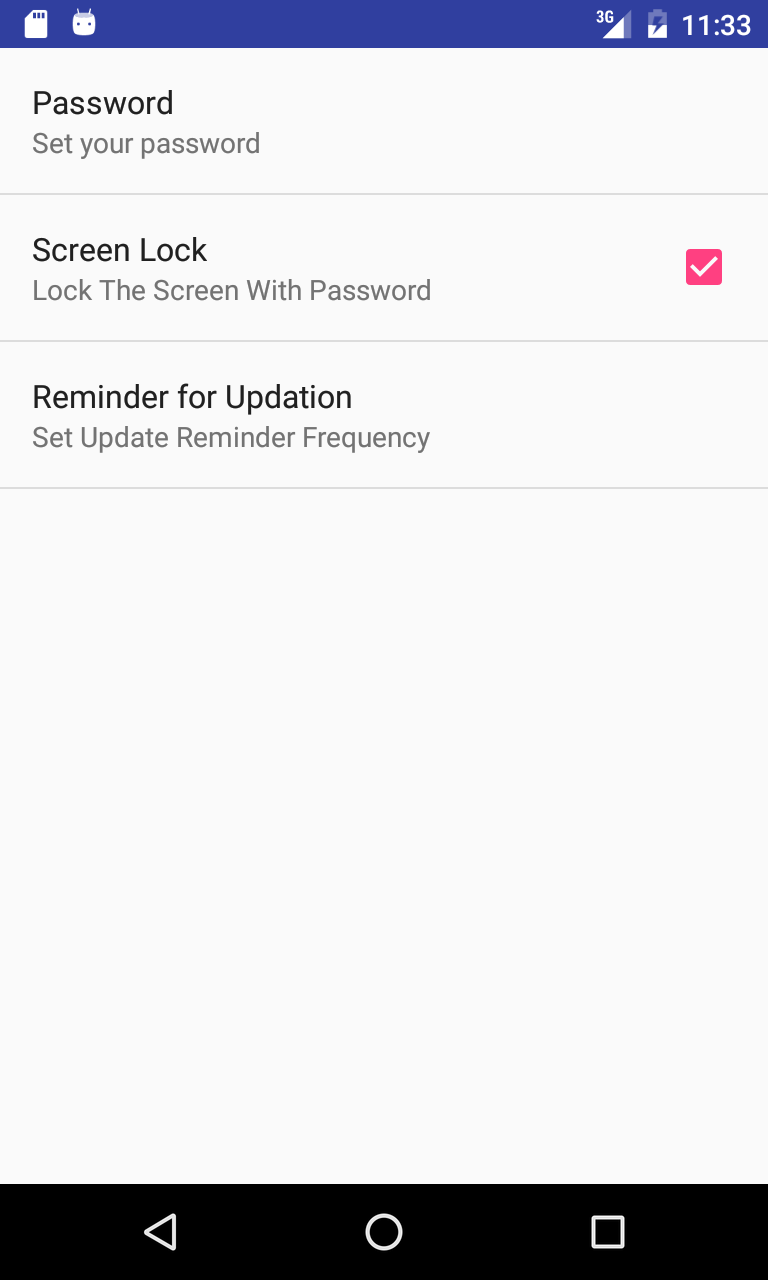 3G 11:33
Password
Set your password
Screen Lock
Lock The Screen With Password
Reminder for Updation
Set Update Reminder Frequency